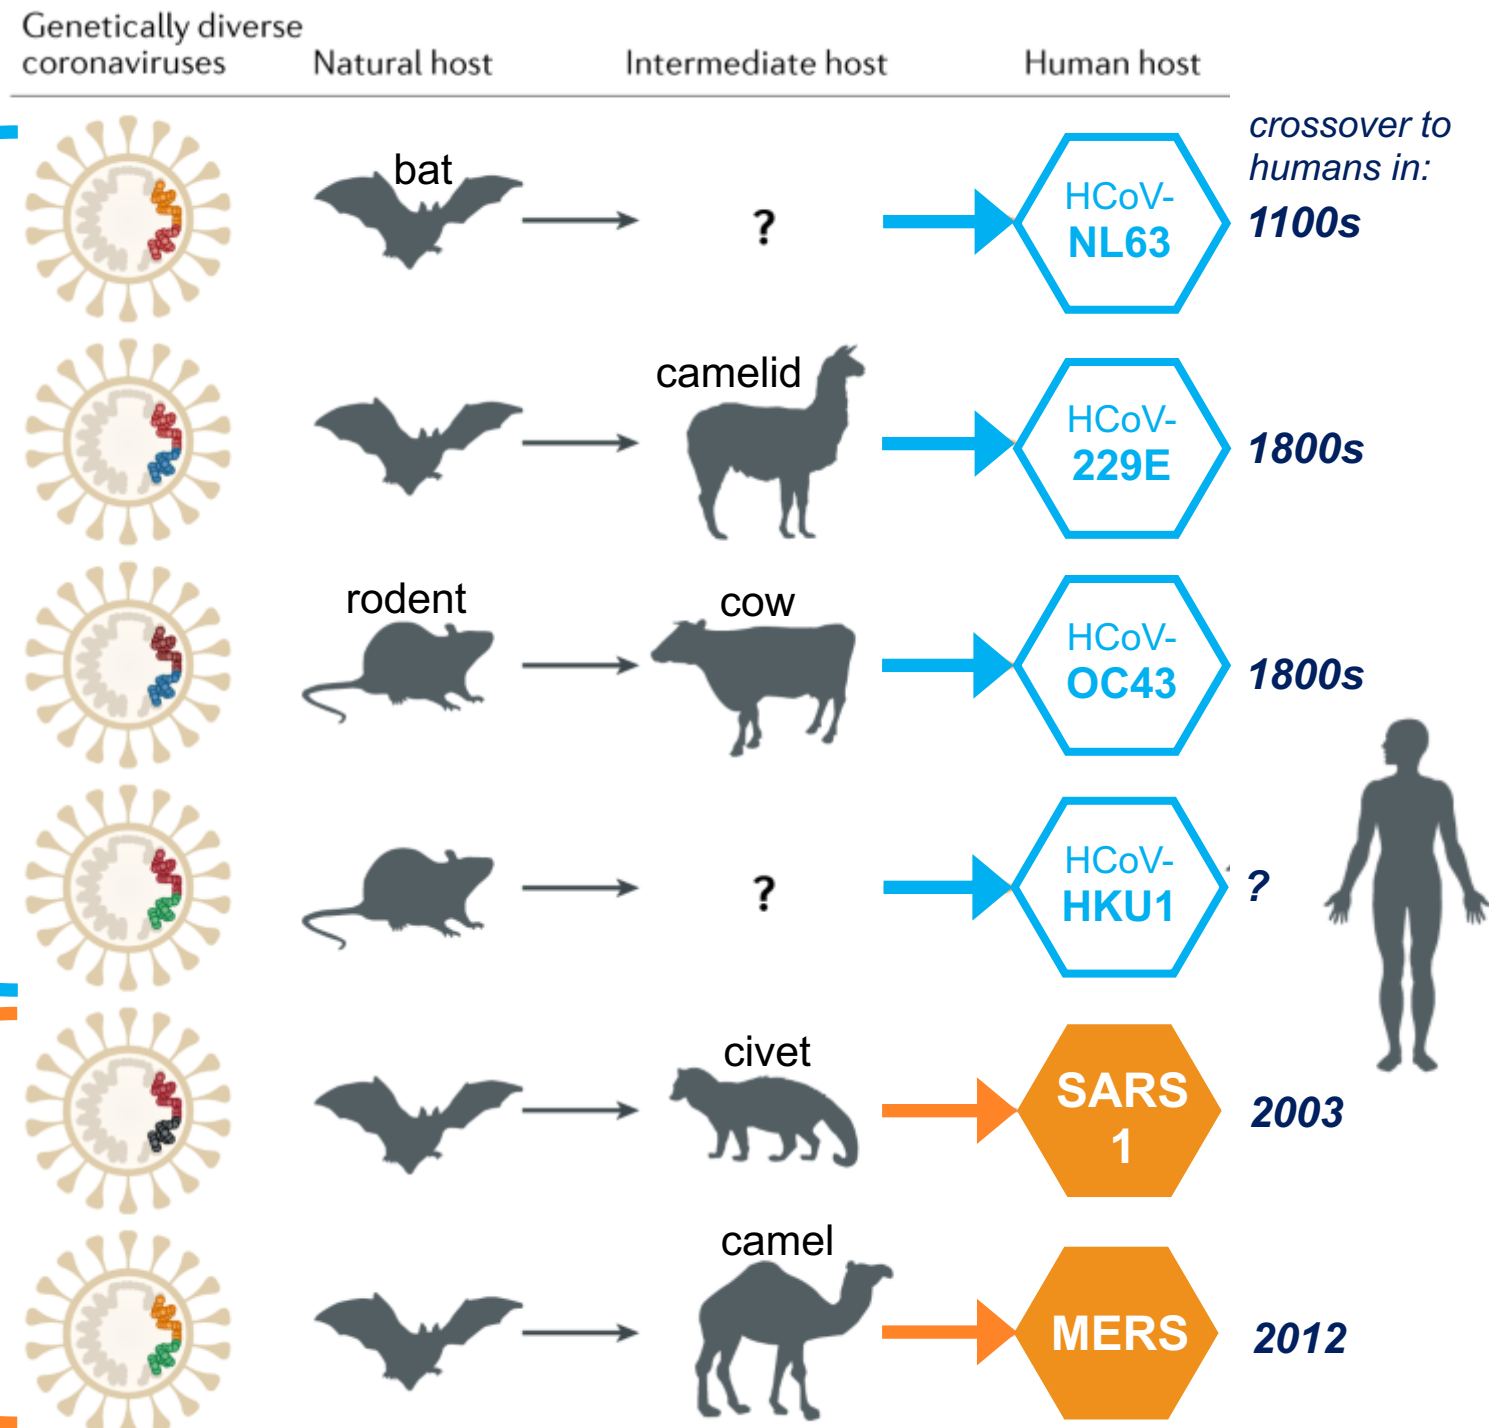 Genetically diverse
coronaviruses
Natural host
Intermediate host
Human host
crossover to
humans in:
bat
?
HCoV-
NL63
1100s
camelid
HCoV-
229E
1800s
rodent
cow
HCoV-
OC43
1800s
?
HCoV-
HKU1
?
civet
SARS
1
2003
camel
MERS
2012